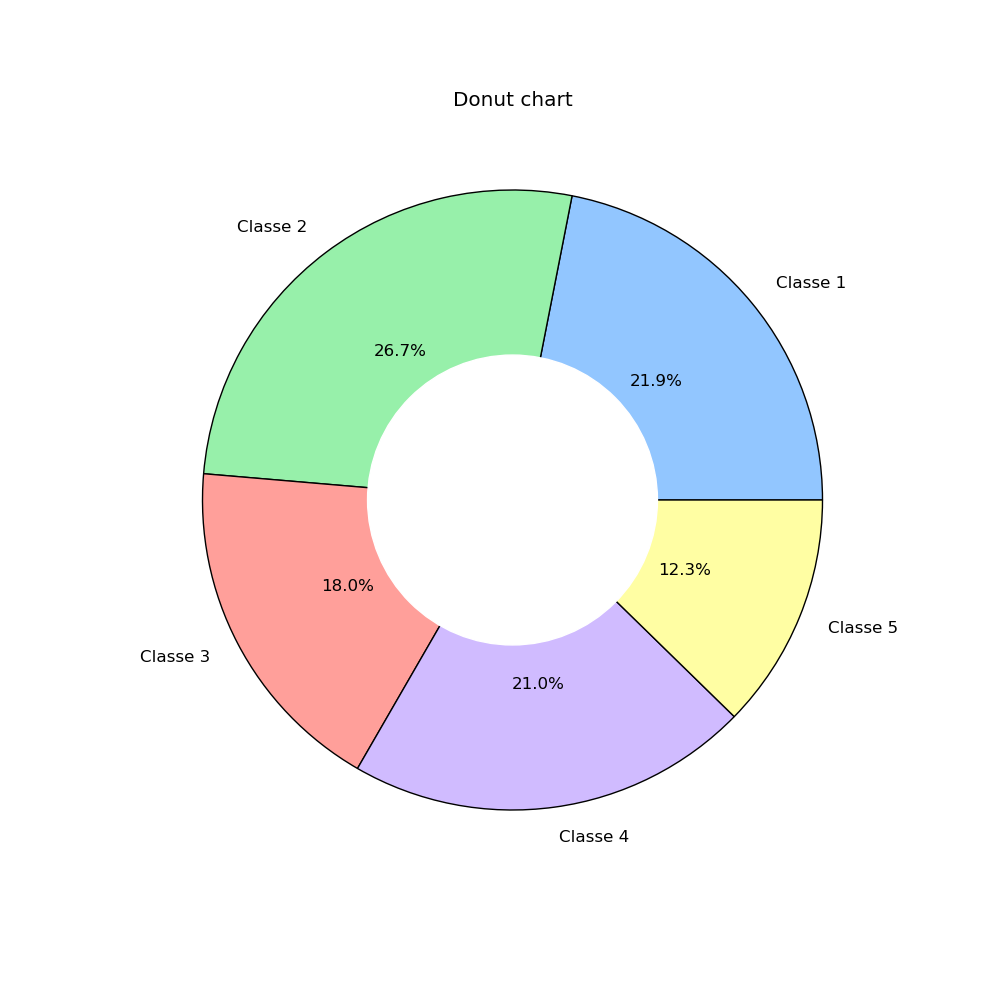 Donut chart
Classe 1
21.9%
Classe 2
26.7%
Classe 3
18.0%
Classe 4
21.0%
Classe 5
12.3%